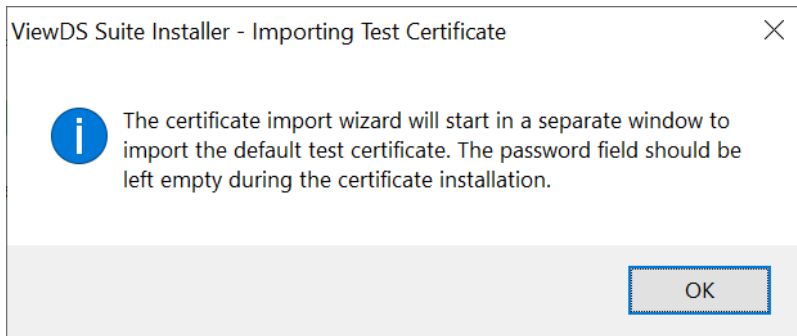 ViewDS Suite Installer - Importing Test Certificate
The certificate import wizard will start in a separate window to
import the default test certificate. The password field should be
left empty during the certificate installation.
OK